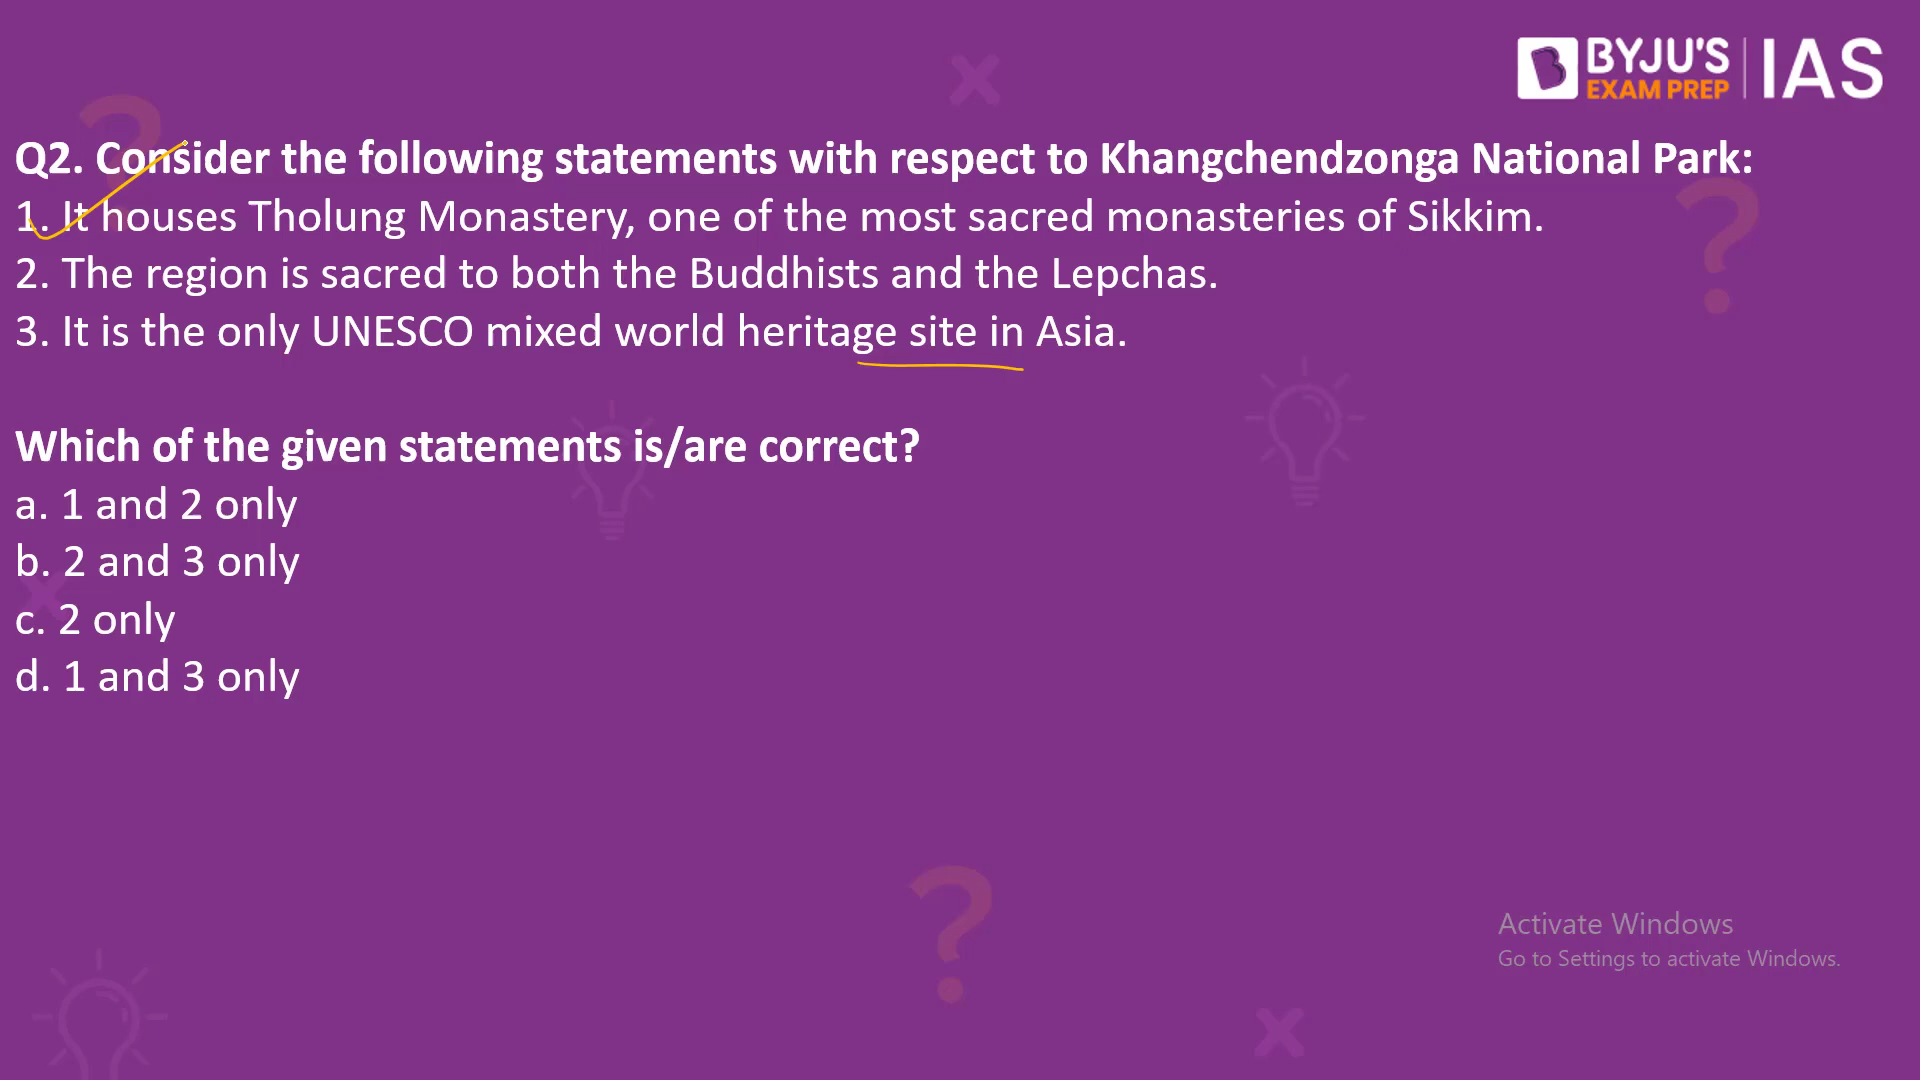 BYJU'S
EXAM PREP
IAS
Q2. Consider the following statements with respect to Khangchendzonga National Park:
1. It houses Tholung Monastery, one of the most sacred monasteries of Sikkim.
2. The region is sacred to both the Buddhists and the Lepchas.
3. It is the only UNESCO mixed world heritage site in Asia.
Which of the given statements is/are correct?
a. 1 and 2 only
b. 2 and 3 only
c. 2 only
d. 1 and 3 only
Activate Windows
Go to Settings to activate Windows.